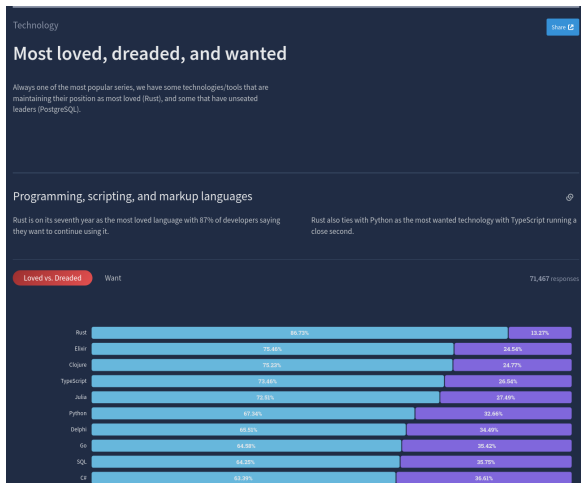 Technology
Share
Most loved, dreaded, and wanted
Always one of the most popular series, we have some technologies/tools that are
maintaining their position as most loved (Rust), and some that have unseated
leaders (PostgreSQL).
Programming, scripting, and markup languages
Rust is on its seventh year as the most loved language with 87% of developers saying
they want to continue using it.
Rust also ties with Python as the most wanted technology with TypeScript running a
close second.
Loved vs. Dreaded Want 71,467 responses
Rust 86.73% 13.27%
Elixir 75.46% 24.54%
Clojure 75.23% 24.77%
TypeScript 73.46% 26.54%
Julia 72.51% 27.49%
Python 67.34% 32.66%
Delphi 65.51% 34.49%
Go 64.58% 35.42%
SQL 64.25% 35.75%
C# 63.39% 36.61%